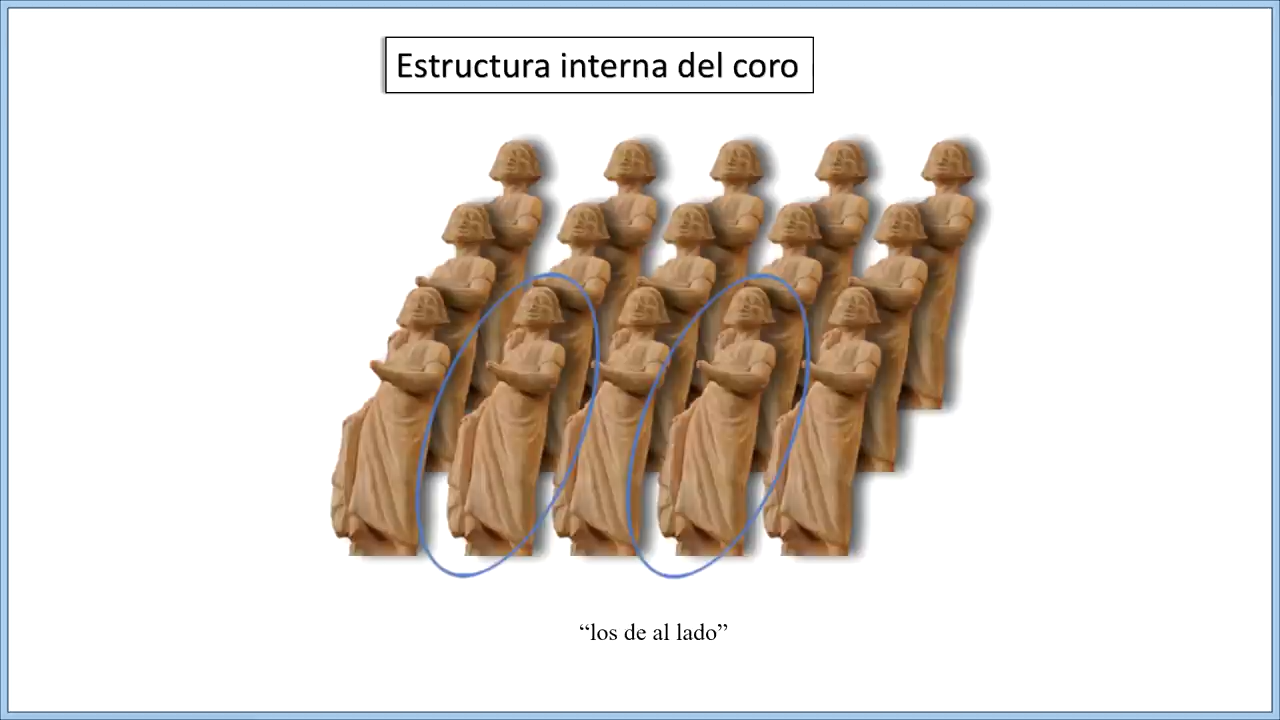 Estructura interna del coro
“los de al lado”